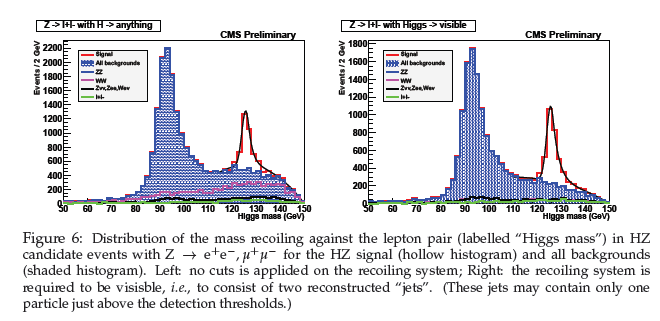 Z -> l+l- with H -> anything
CMS Preliminary
Events / 2 GeV
2200
2000
1800
1600
1400
1200
1000
800
600
400
200
0
Signal
All backgrounds
ZZ
WW
Zνν,Zee,Weν
l+l-
50 60 70 80 90 100 110 120 130 140 150
Higgs mass (GeV)
Z -> l+l- with Higgs -> visible
CMS Preliminary
Events / 2 GeV
1800
1600
1400
1200
1000
800
600
400
200
0
Signal
All backgrounds
ZZ
WW
Zνν,Zee,Weν
l+l-
50 60 70 80 90 100 110 120 130 140 150
Higgs mass (GeV)
Figure 6: Distribution of the mass recoiling against the lepton pair (labelled “Higgs mass”) in HZ
candidate events with Z → e⁺e⁻, μ⁺μ⁻ for the HZ signal (hollow histogram) and all backgrounds
(shaded histogram). Left: no cuts is applided on the recoiling system; Right: the recoiling system is
required to be visisble, i.e., to consist of two reconstructed “jets”. (These jets may contain only one
particle just above the detection thresholds.)